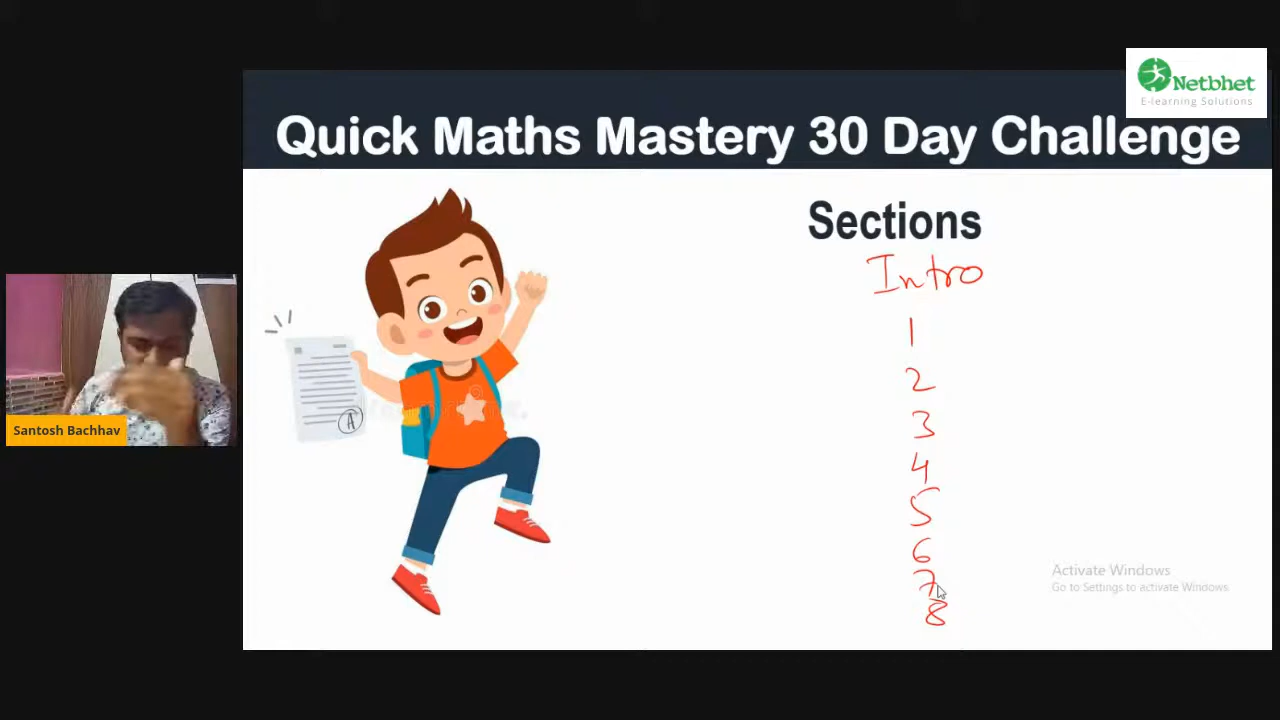 Netbhet
E-learning Solutions
Quick Maths Mastery 30 Day Challenge
Sections
Intro
1
2
3
4
5
6
7
8
A
Santosh Bachhav
Activate Windows
Go to Settings to activate Windows.